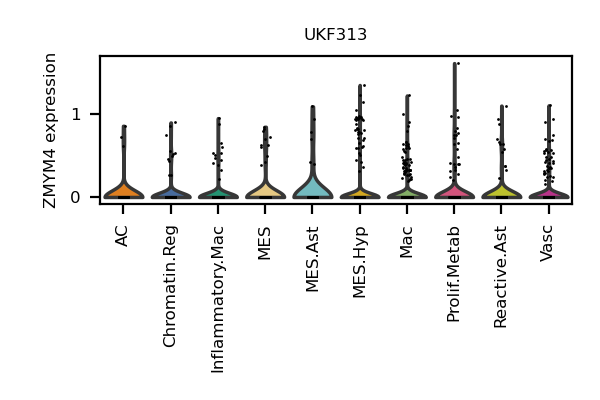 UKF313
ZMYM4 expression
1
0
AC
Chromatin.Reg
Inflammatory.Mac
MES
MES.Ast
MES.Hyp
Mac
Prolif.Metab
Reactive.Ast
Vasc